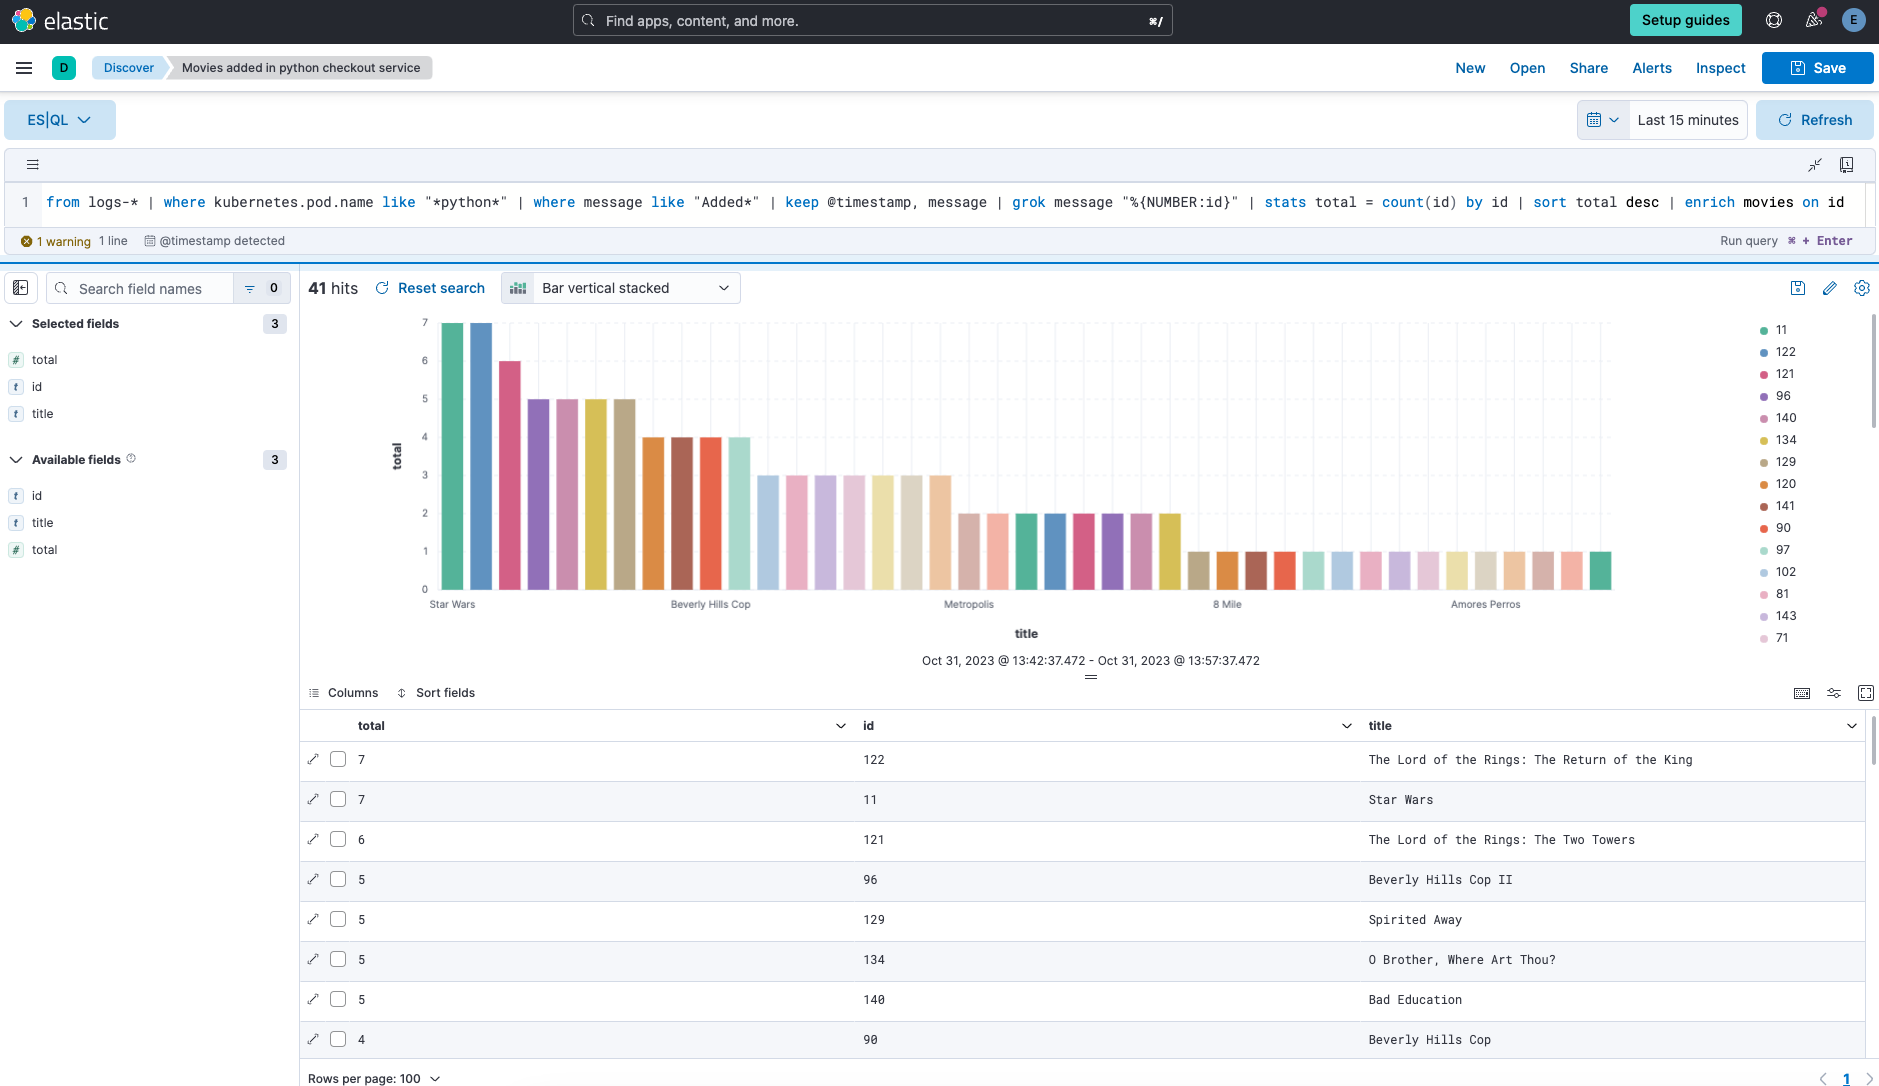 elastic
Find apps, content, and more.
⌘/
Setup guides
E
D
Discover
Movies added in python checkout service
New
Open
Share
Alerts
Inspect
Save
ES|QL
Last 15 minutes
Refresh
1 from logs-* | where kubernetes.pod.name like "*python*" | where message like "Added*" | keep @timestamp, message | grok message "%{NUMBER:id}" | stats total = count(id) by id | sort total desc | enrich movies on id
1 warning 1 line @timestamp detected
Run query ⌘ + Enter
Search field names
0
Selected fields 3
# total
t id
t title
Available fields 3
t id
t title
# total
41 hits
Reset search
Bar vertical stacked
7
6
5
4
3
2
1
0
total
Star Wars
Beverly Hills Cop
Metropolis
8 Mile
Amores Perros
title
Oct 31, 2023 @ 13:42:37.472 - Oct 31, 2023 @ 13:57:37.472
11
122
121
96
140
134
129
120
141
90
97
102
81
143
71
Columns
Sort fields
total id title
7 122 The Lord of the Rings: The Return of the King
7 11 Star Wars
6 121 The Lord of the Rings: The Two Towers
5 96 Beverly Hills Cop II
5 129 Spirited Away
5 134 O Brother, Where Art Thou?
5 140 Bad Education
4 90 Beverly Hills Cop
Rows per page: 100
1